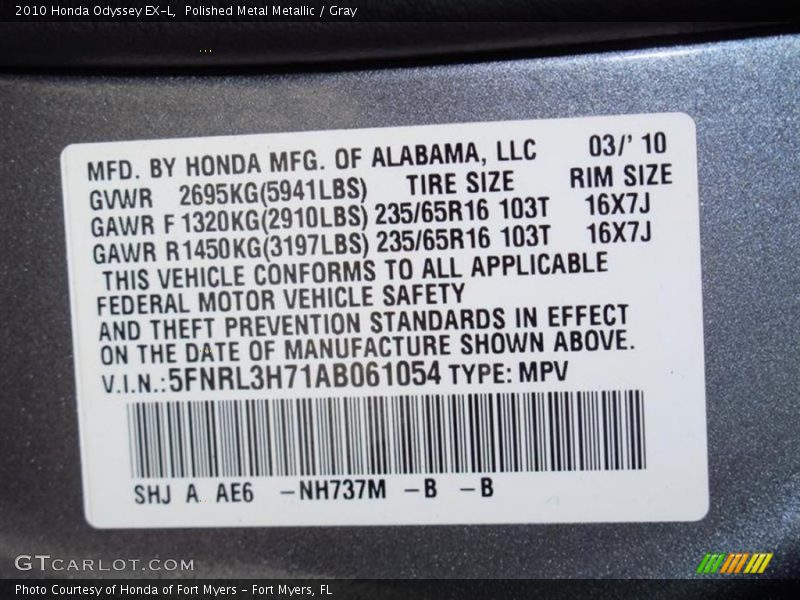 2010 Honda Odyssey EX-L, Polished Metal Metallic / Gray
MFD. BY HONDA MFG. OF ALABAMA, LLC 03/' 10
GVWR 2695KG(5941LBS) TIRE SIZE RIM SIZE
GAWR F 1320KG(2910LBS) 235/65R16 103T 16X7J
GAWR R1450KG(3197LBS) 235/65R16 103T 16X7J
THIS VEHICLE CONFORMS TO ALL APPLICABLE
FEDERAL MOTOR VEHICLE SAFETY
AND THEFT PREVENTION STANDARDS IN EFFECT
ON THE DATE OF MANUFACTURE SHOWN ABOVE.
V.I.N.:5FNRL3H71AB061054 TYPE: MPV
SHJ A AE6 –NH737M –B –B
GTCARLOT.COM
Photo Courtesy of Honda of Fort Myers - Fort Myers, FL